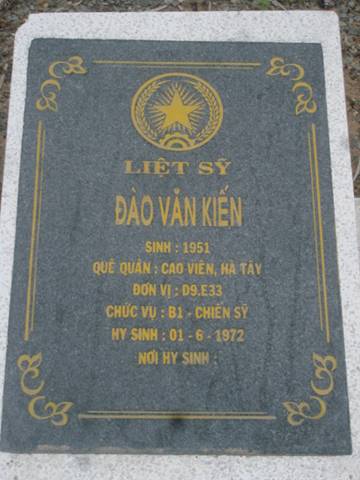 LIỆT SỸ
ĐÀO VĂN KIẾN
SINH : 1951
QUÊ QUÁN : CAO VIÊN, HÀ TÂY
ĐƠN VỊ : D9.E33
CHỨC VỤ : B1 - CHIẾN SỸ
HY SINH : 01 - 6 - 1972
NƠI HY SINH :